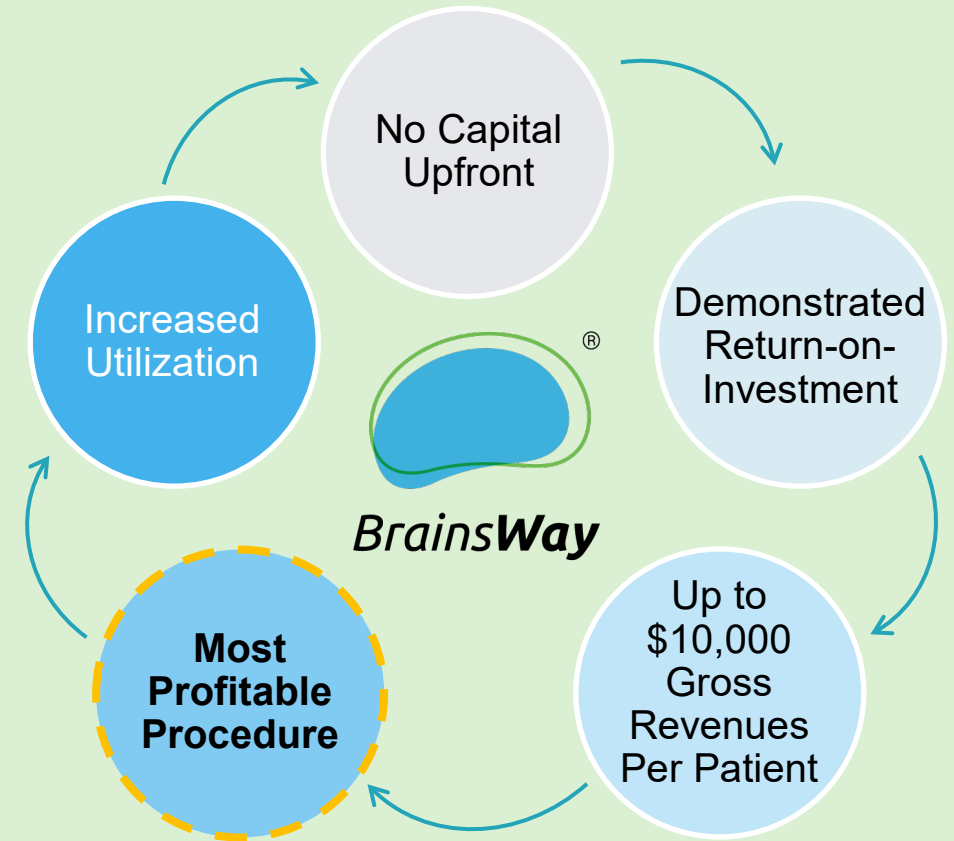 No Capital
Upfront
Demonstrated
Return-on-
Investment
Up to
$10,000
Gross
Revenues
Per Patient
Most
Profitable
Procedure
Increased
Utilization
®
BrainsWay